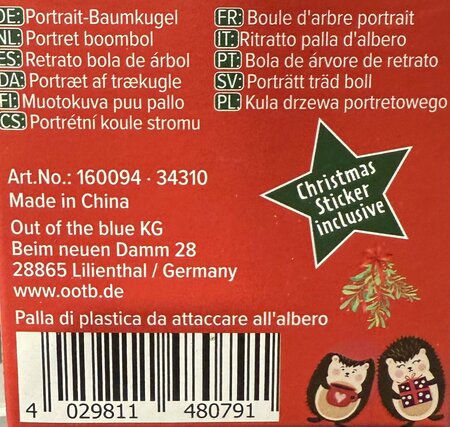 DE: Portrait-Baumkugel
NL: Portret boombol
ES: Retrato bola de árbol
DA: Portræt af trækugle
FI: Muotokuva puu pallo
CS: Portrétní koule stromu
FR: Boule d'arbre portrait
IT: Ritratto palla d'albero
PT: Bola de árvore de retrato
SV: Porträtt träd boll
PL: Kula drzewa portretowego
Art.No.: 160094 · 34310
Made in China
Out of the blue KG
Beim neuen Damm 28
28865 Lilienthal / Germany
www.ootb.de
Christmas
Sticker
inclusive
Palla di plastica da attaccare all'albero
4 029811 480791